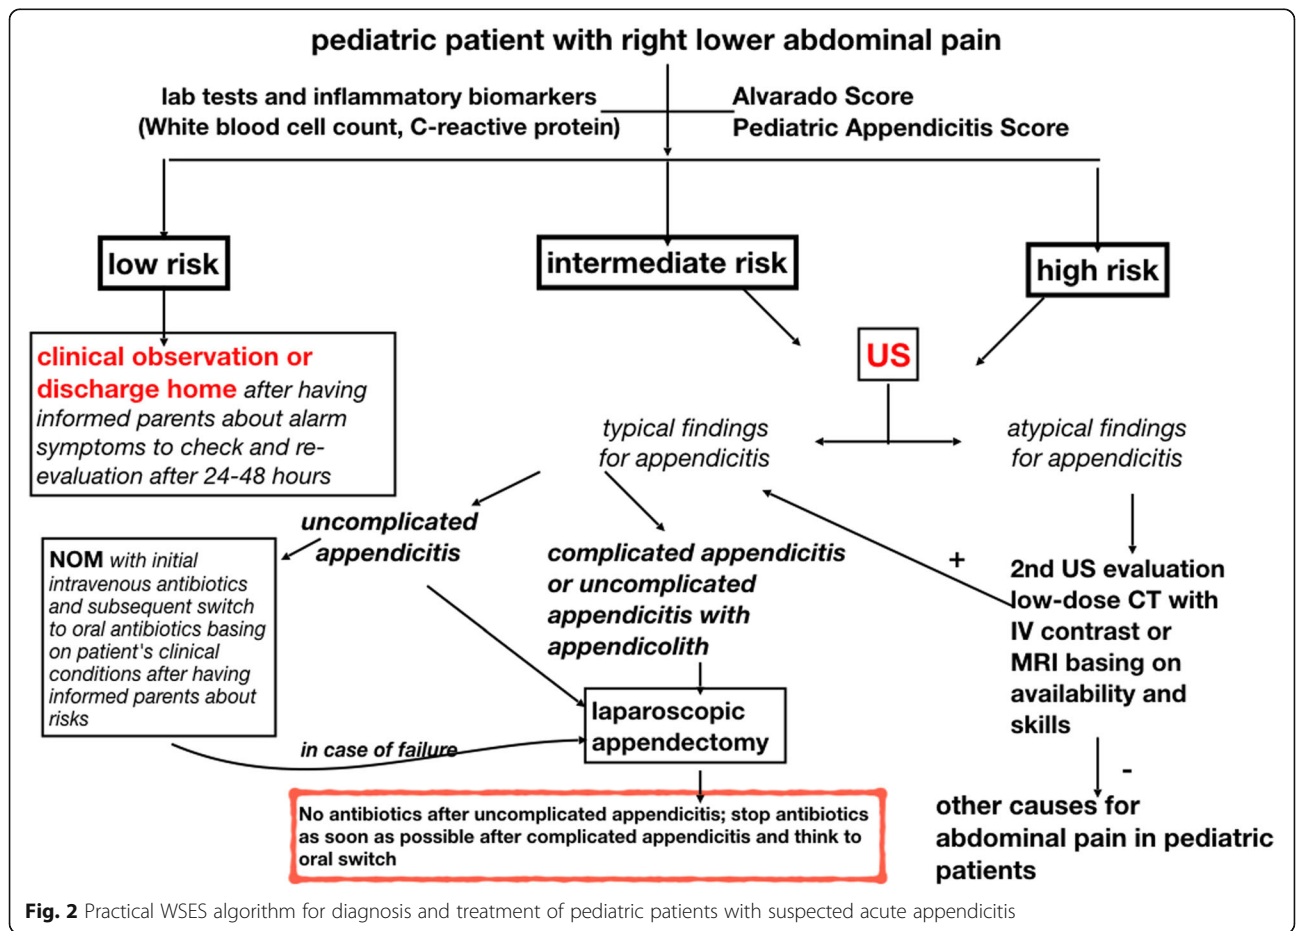 pediatric patient with right lower abdominal pain
lab tests and inflammatory biomarkers
(White blood cell count, C-reactive protein)
Alvarado Score
Pediatric Appendicitis Score
low risk
intermediate risk
high risk
clinical observation or
discharge home after having
informed parents about alarm
symptoms to check and re-
evaluation after 24-48 hours
US
typical findings
for appendicitis
atypical findings
for appendicitis
uncomplicated
appendicitis
NOM with initial
intravenous antibiotics
and subsequent switch
to oral antibiotics basing
on patient's clinical
conditions after having
informed parents about
risks
complicated appendicitis
or uncomplicated
appendicitis with
appendicolith
+
2nd US evaluation
low-dose CT with
IV contrast or
MRI basing on
availability and
skills
laparoscopic
appendectomy
in case of failure
-
other causes for
abdominal pain in pediatric
patients
No antibiotics after uncomplicated appendicitis; stop antibiotics
as soon as possible after complicated appendicitis and think to
oral switch
Fig. 2 Practical WSES algorithm for diagnosis and treatment of pediatric patients with suspected acute appendicitis